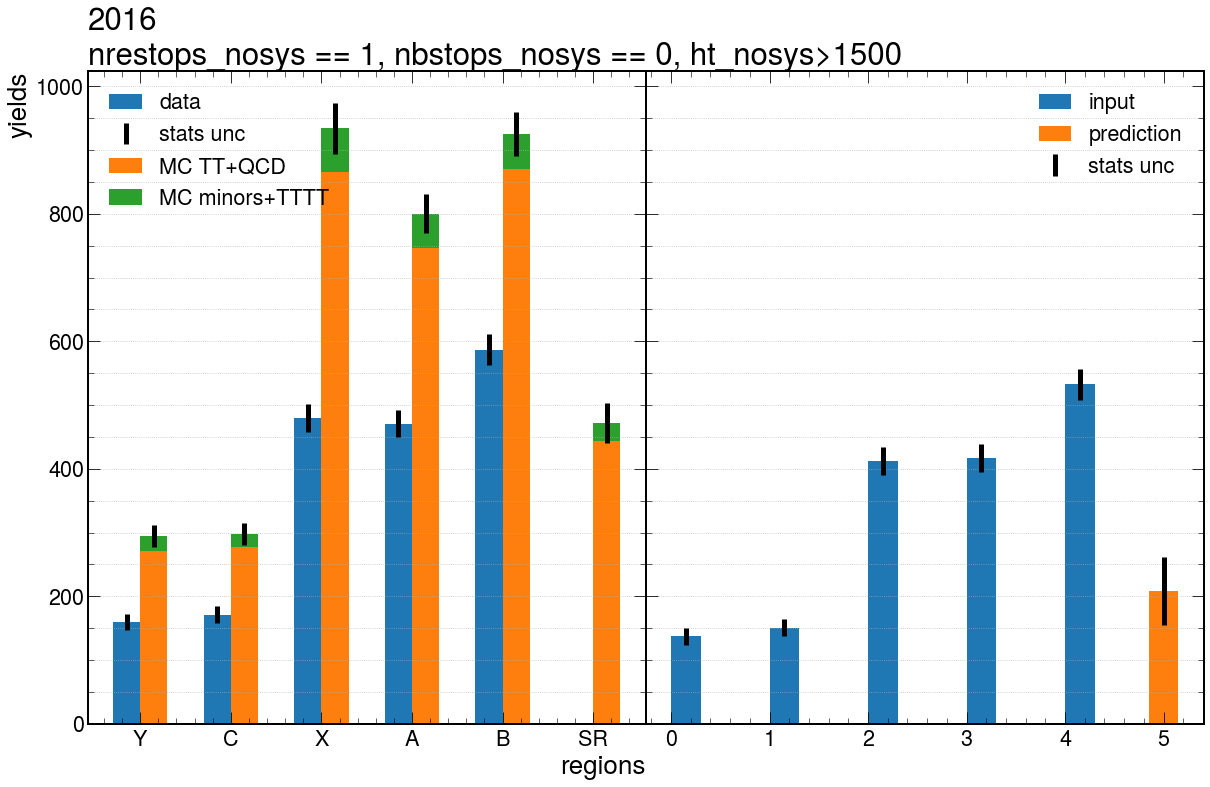 2016
nrestops_nosys == 1, nbstops_nosys == 0, ht_nosys>1500
yields
1000
800
600
400
200
0
data
stats unc
MC TT+QCD
MC minors+TTTT
input
prediction
stats unc
Y C X A B SR 0 1 2 3 4 5
regions